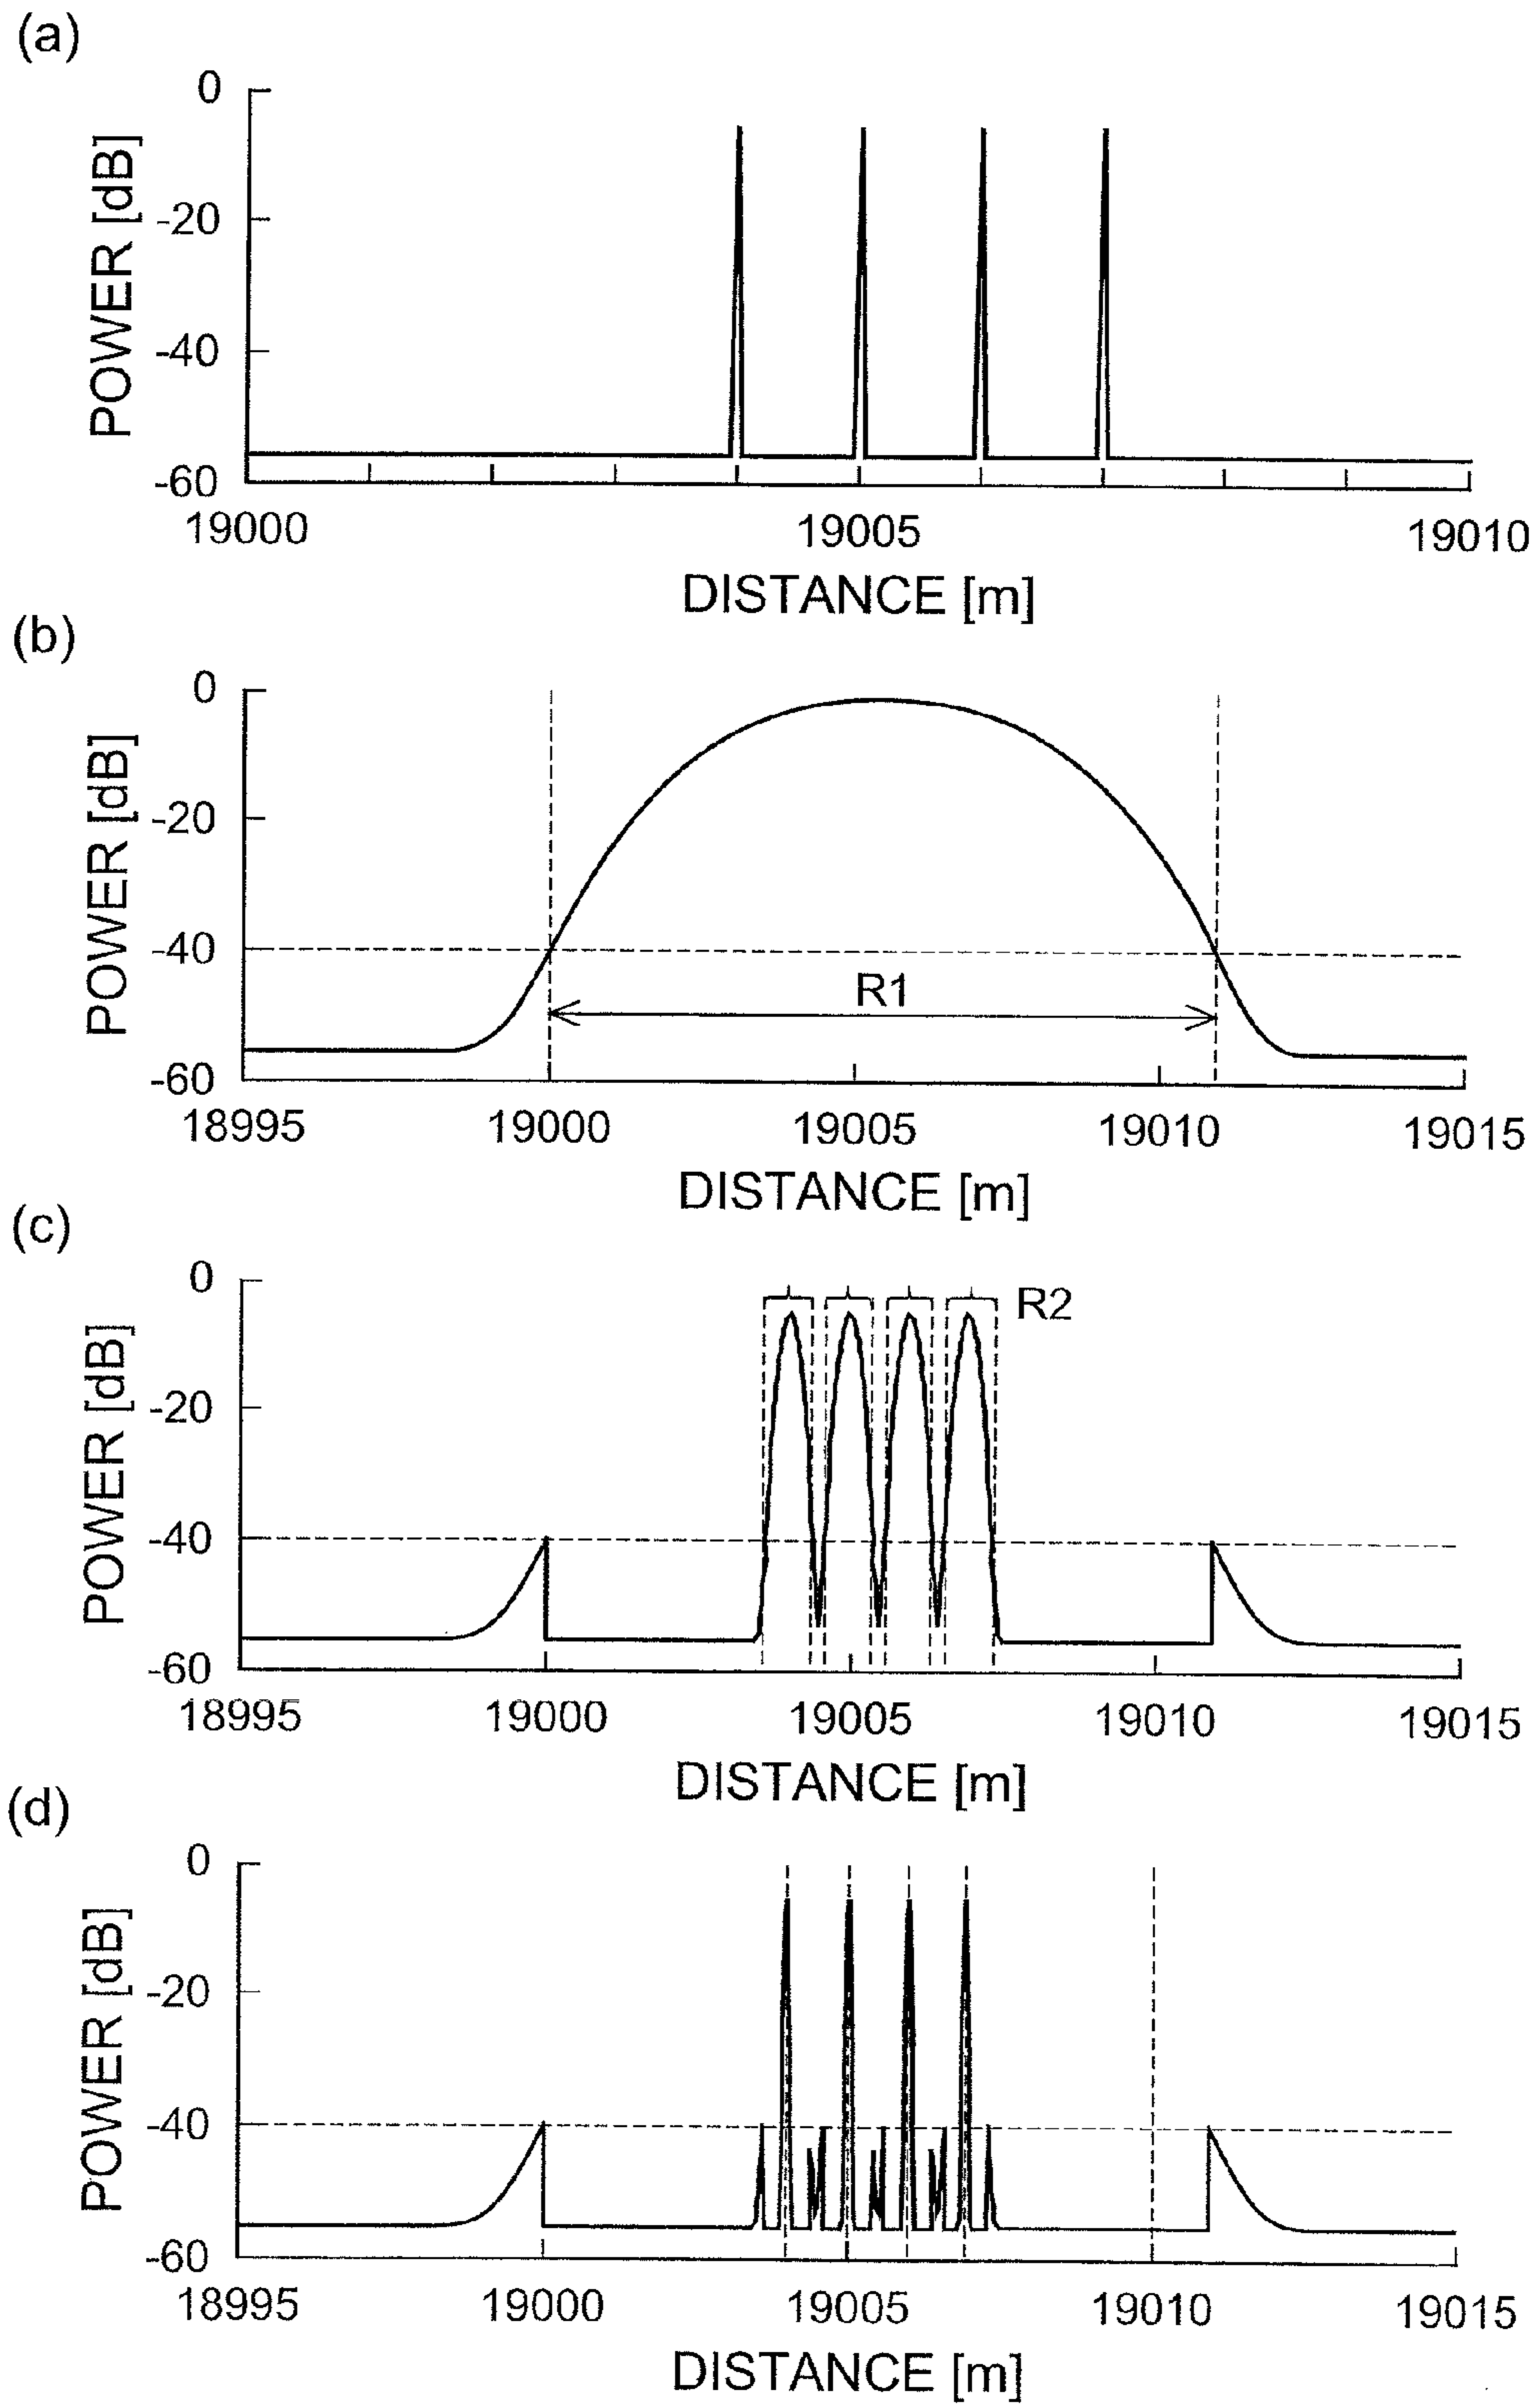 (a)
0
-20
-40
-60
POWER [dB]
19000 19005 19010
DISTANCE [m]
(b)
0
-20
-40
-60
POWER [dB]
R1
18995 19000 19005 19010 19015
DISTANCE [m]
(c)
0
-20
-40
-60
POWER [dB]
R2
18995 19000 19005 19010 19015
DISTANCE [m]
(d)
0
-20
-40
-60
POWER [dB]
18995 19000 19005 19010 19015
DISTANCE [m]